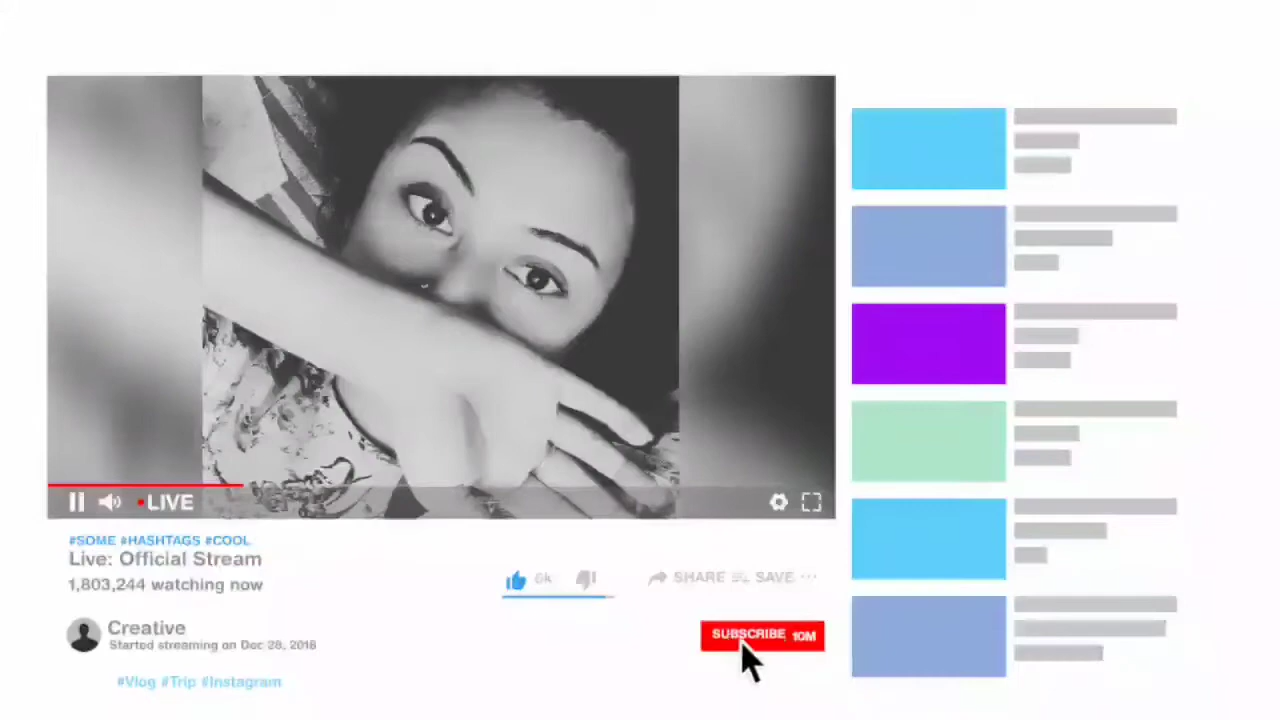 LIVE
#SOME #HASHTAGS #COOL
Live: Official Stream
1,803,244 watching now
6k
SHARE
SAVE
Creative
Started streaming on Dec 28, 2018
SUBSCRIBE 10M
#Vlog #Trip #Instagram